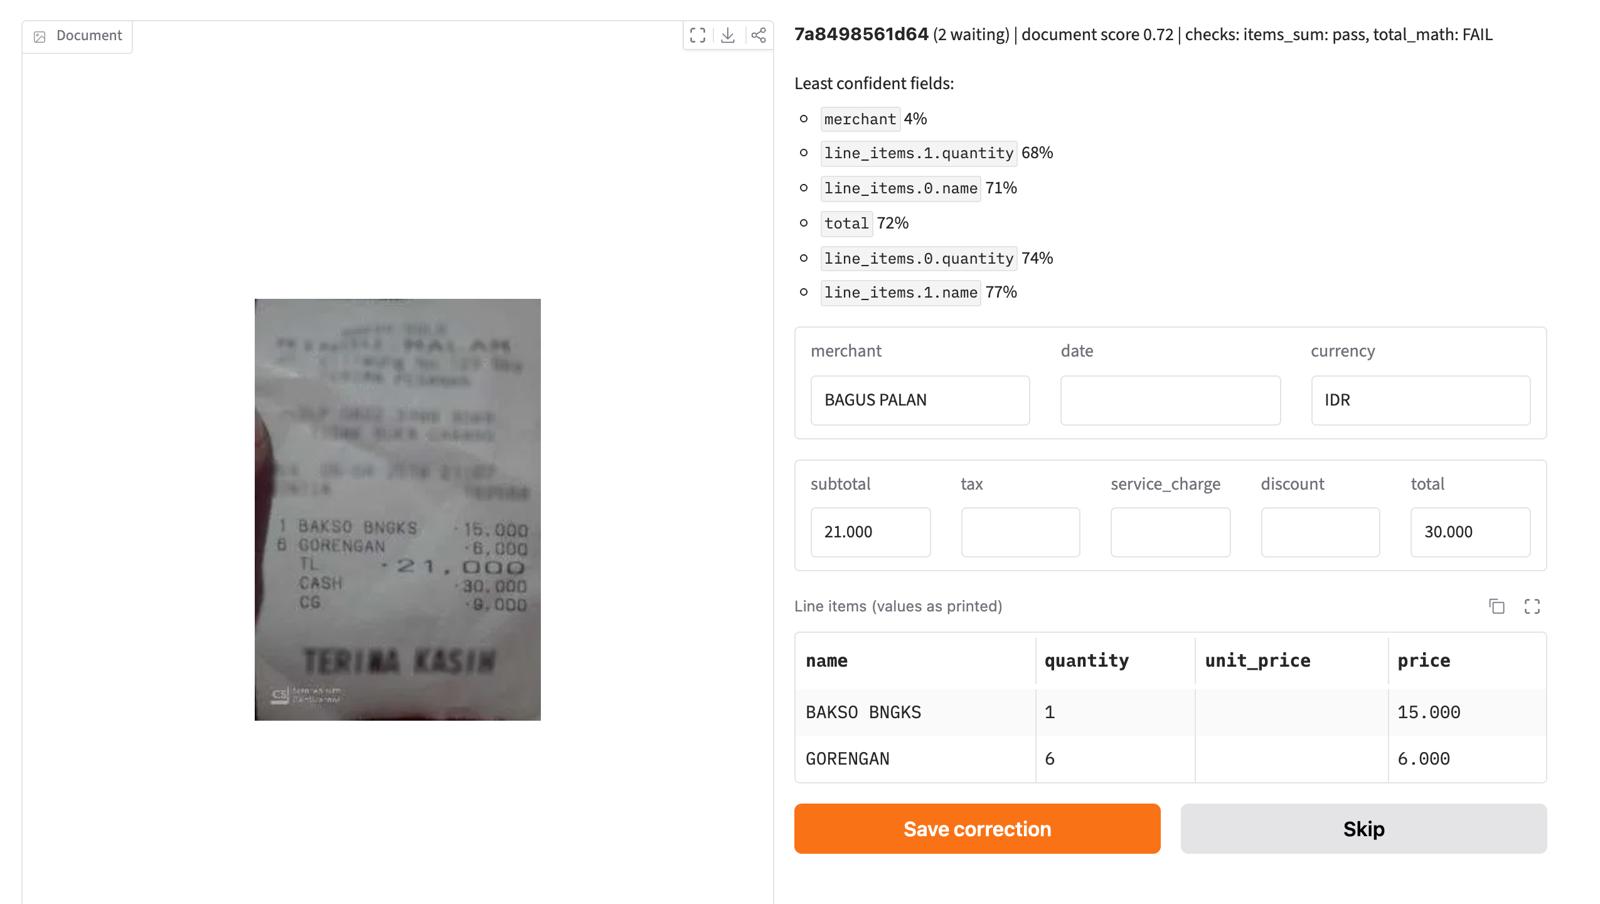 Document
7a8498561d64 (2 waiting) | document score 0.72 | checks: items_sum: pass, total_math: FAIL
Least confident fields:
merchant 4%
line_items.1.quantity 68%
line_items.0.name 71%
total 72%
line_items.0.quantity 74%
line_items.1.name 77%
merchant date currency
BAGUS PALAN IDR
subtotal tax service_charge discount total
21.000 30.000
Line items (values as printed)
name quantity unit_price price
BAKSO BNGKS 1 15.000
GORENGAN 6 6.000
Save correction Skip
MALAM
1 BAKSO BNGKS ·15.000
6 GORENGAN ·6.000
TL ·21,000
CASH ·30.000
CG ·9.000
TERIMA KASIH
CS